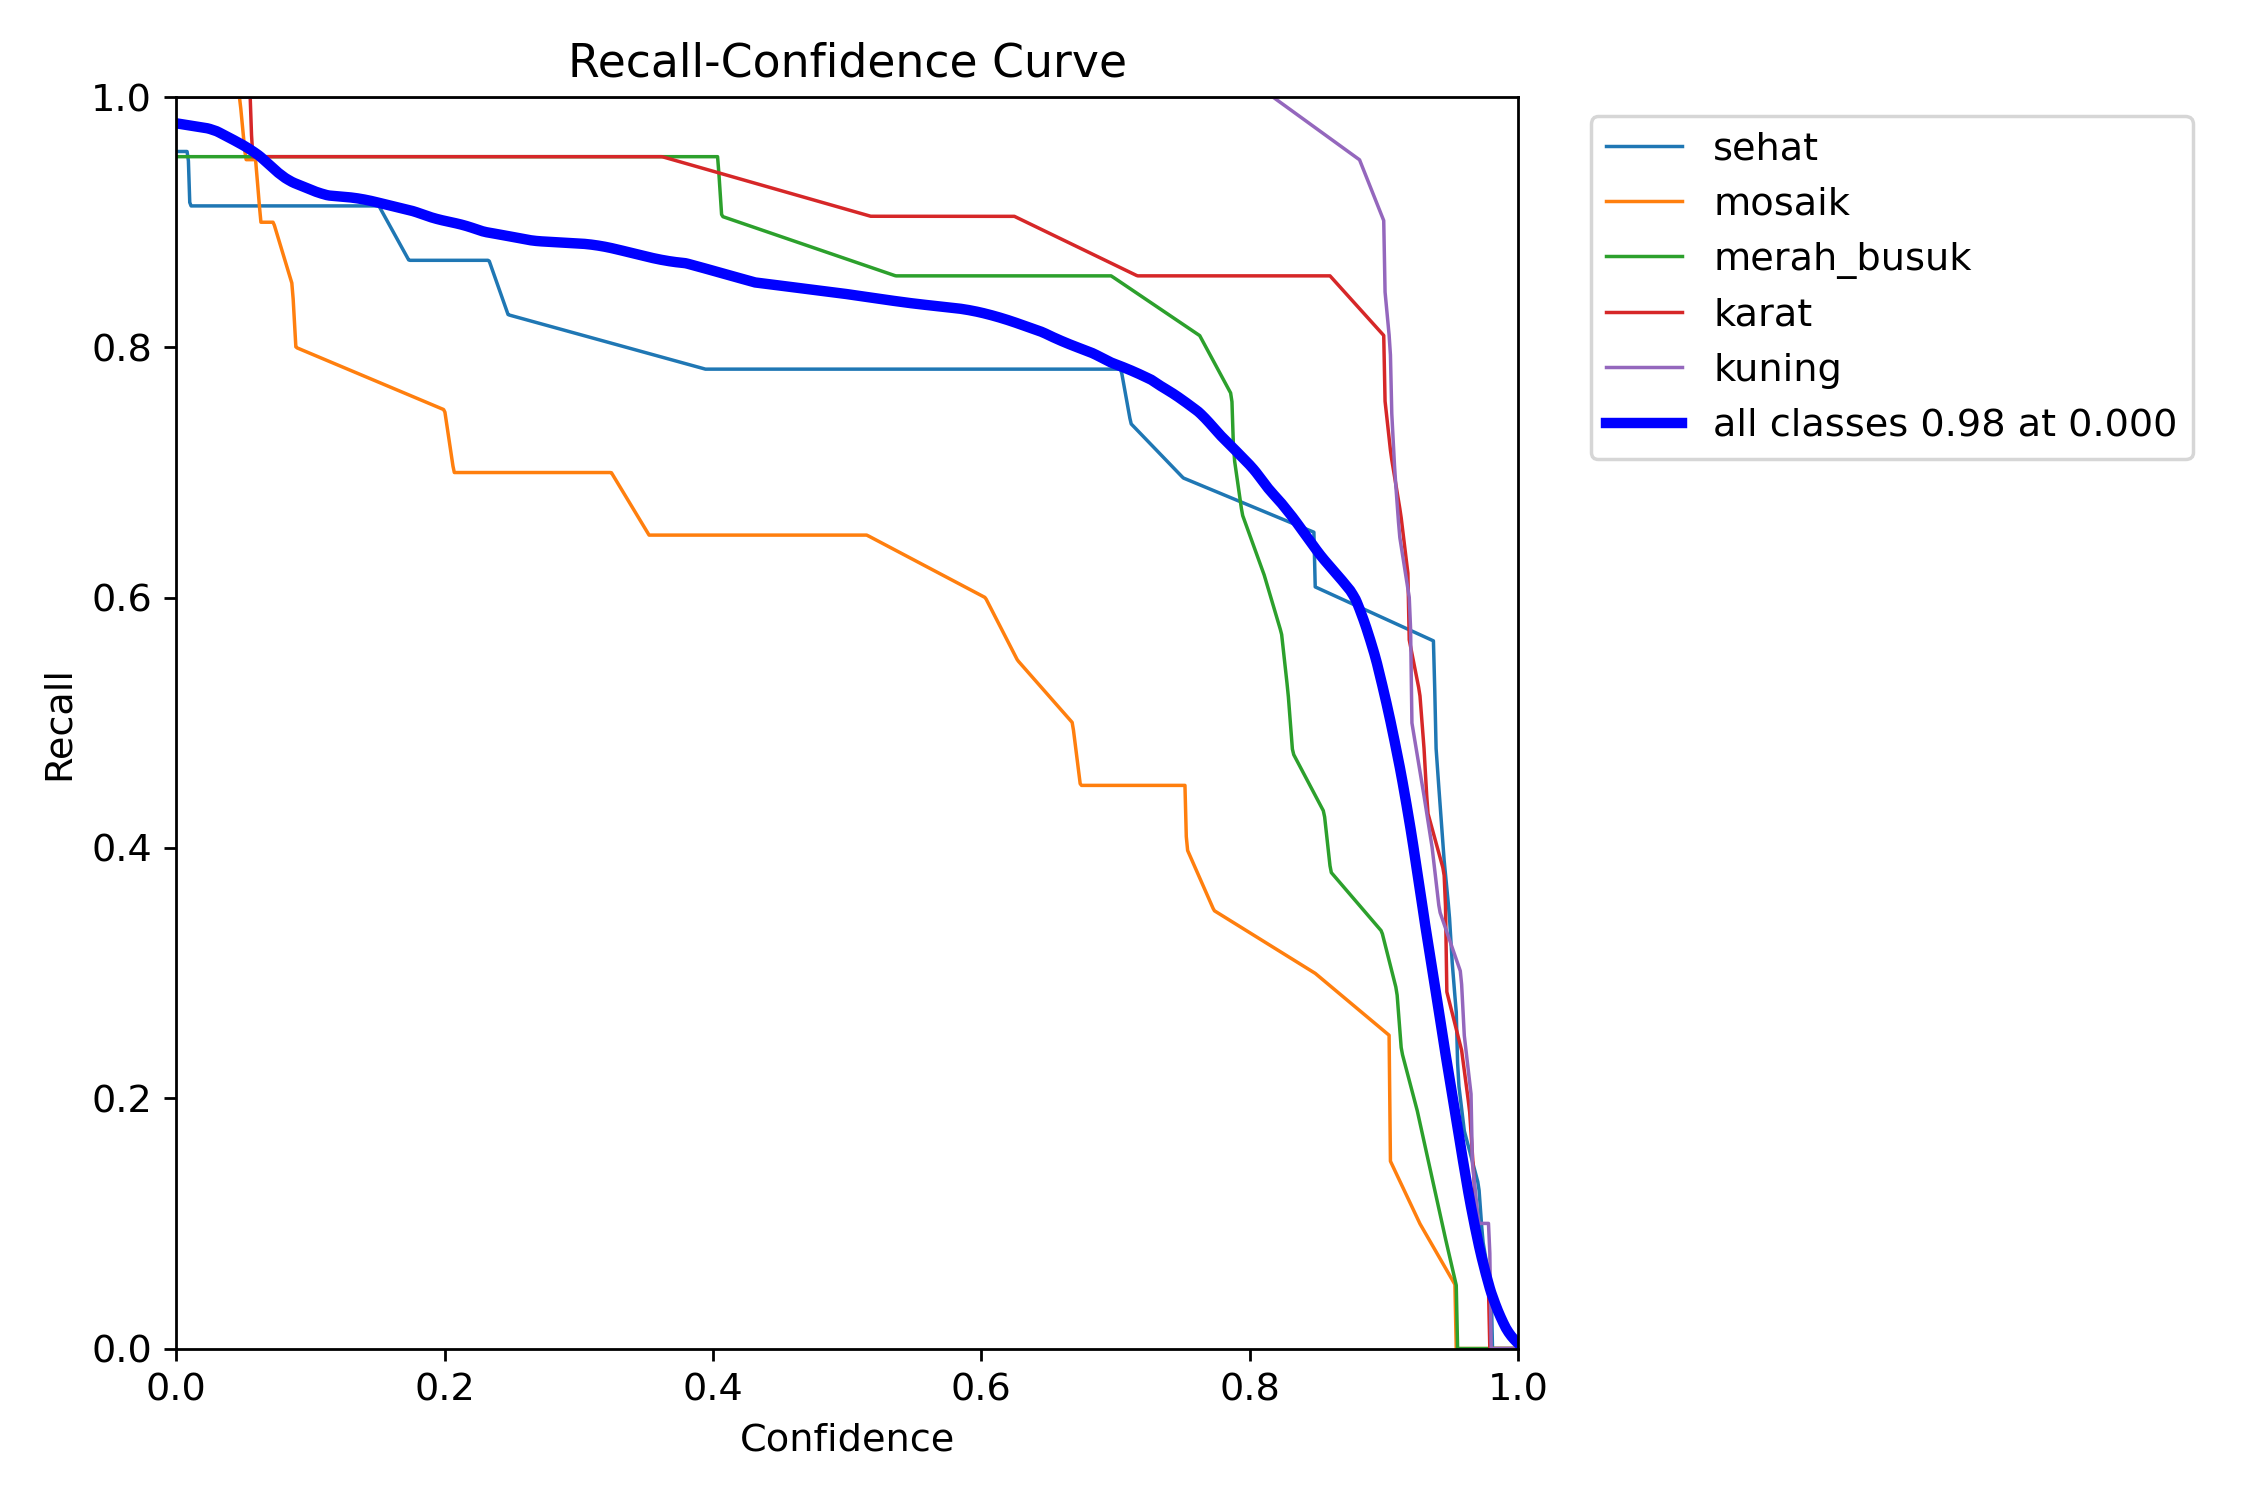 Recall-Confidence Curve
1.0
0.8
0.6
0.4
0.2
0.0
Recall
0.0 0.2 0.4 0.6 0.8 1.0
Confidence
sehat
mosaik
merah_busuk
karat
kuning
all classes 0.98 at 0.000